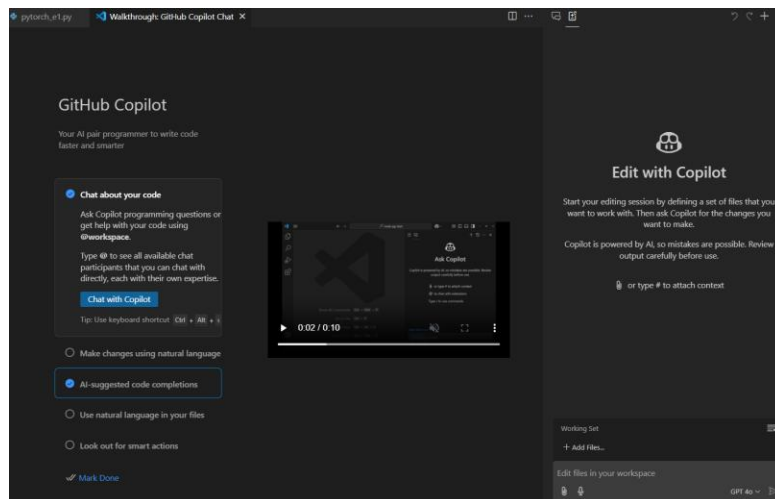 pytorch_e1.py
Walkthrough: GitHub Copilot Chat
GitHub Copilot
Your AI pair programmer to write code
faster and smarter
Chat about your code
Ask Copilot programming questions or
get help with your code using
@workspace.
Type @ to see all available chat
participants that you can chat with
directly, each with their own expertise.
Chat with Copilot
Tip: Use keyboard shortcut Ctrl + Alt +
Make changes using natural language
AI-suggested code completions
Use natural language in your files
Look out for smart actions
Mark Done
Ask Copilot
0:02 / 0:10
Edit with Copilot
Start your editing session by defining a set of files that you
want to work with. Then ask Copilot for the changes you
want to make.
Copilot is powered by AI, so mistakes are possible. Review
output carefully before use.
or type # to attach context
Working Set
+ Add Files...
Edit files in your workspace
GPT 4o